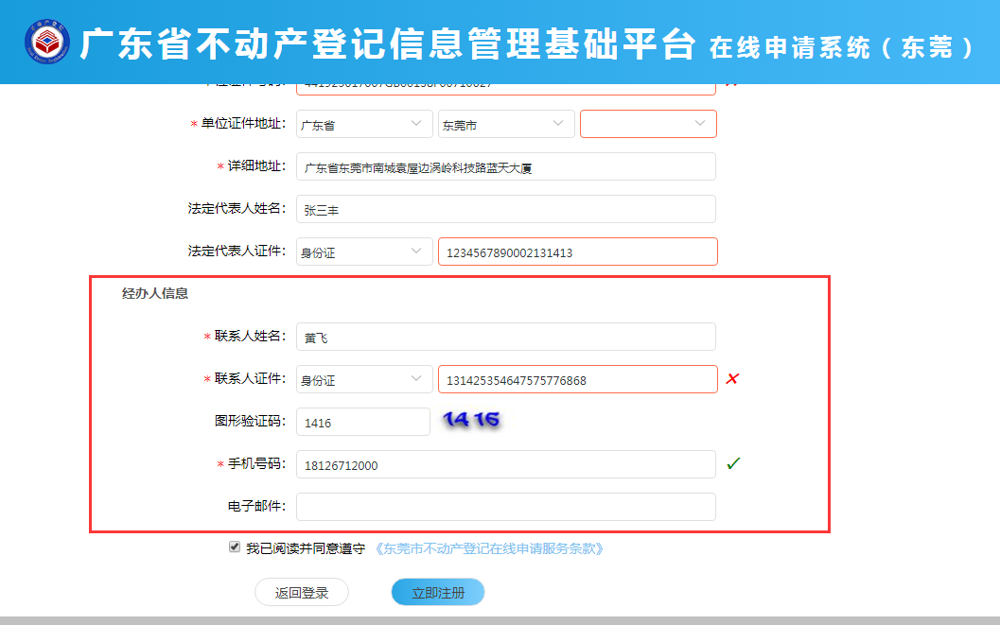 广东省不动产登记信息管理基础平台 在线申请系统（东莞）
* 单位证件地址: 广东省 东莞市
* 详细地址: 广东省东莞市南城袁屋边涡岭科技路蓝天大厦
法定代表人姓名: 张三丰
法定代表人证件: 身份证 1234567890002131413
经办人信息
* 联系人姓名: 黄飞
* 联系人证件: 身份证 131425354647575776868
图形验证码: 1416 1416
* 手机号码: 18126712000
电子邮件:
我已阅读并同意遵守 《东莞市不动产登记在线申请服务条款》
返回登录 立即注册